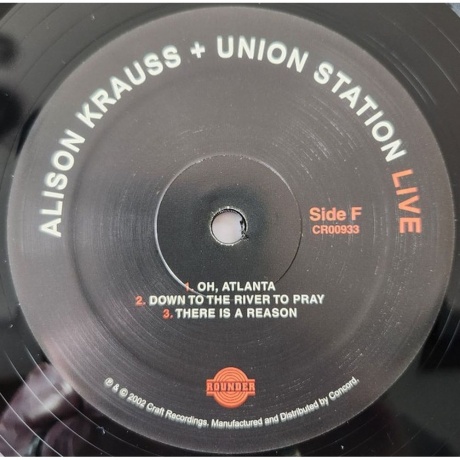 ALISON KRAUSS + UNION STATION LIVE
Side F
CR00933
1. OH, ATLANTA
2. DOWN TO THE RIVER TO PRAY
3. THERE IS A REASON
ROUNDER
℗ & © 2002 Craft Recordings. Manufactured and Distributed by Concord.